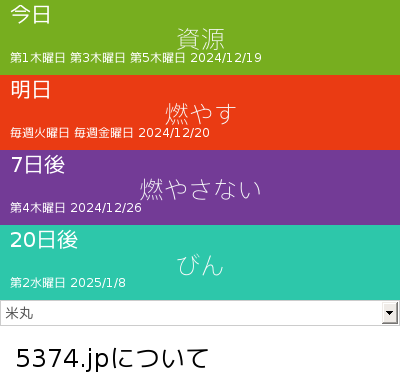 今日
資源
第1木曜日 第3木曜日 第5木曜日 2024/12/19
明日
燃やす
毎週火曜日 毎週金曜日 2024/12/20
7日後
燃やさない
第4木曜日 2024/12/26
20日後
びん
第2水曜日 2025/1/8
米丸
5374.jpについて